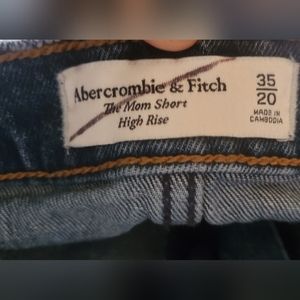 Abercrombie & Fitch
The Mom Short
High Rise
35
20
MADE IN
CAMBODIA